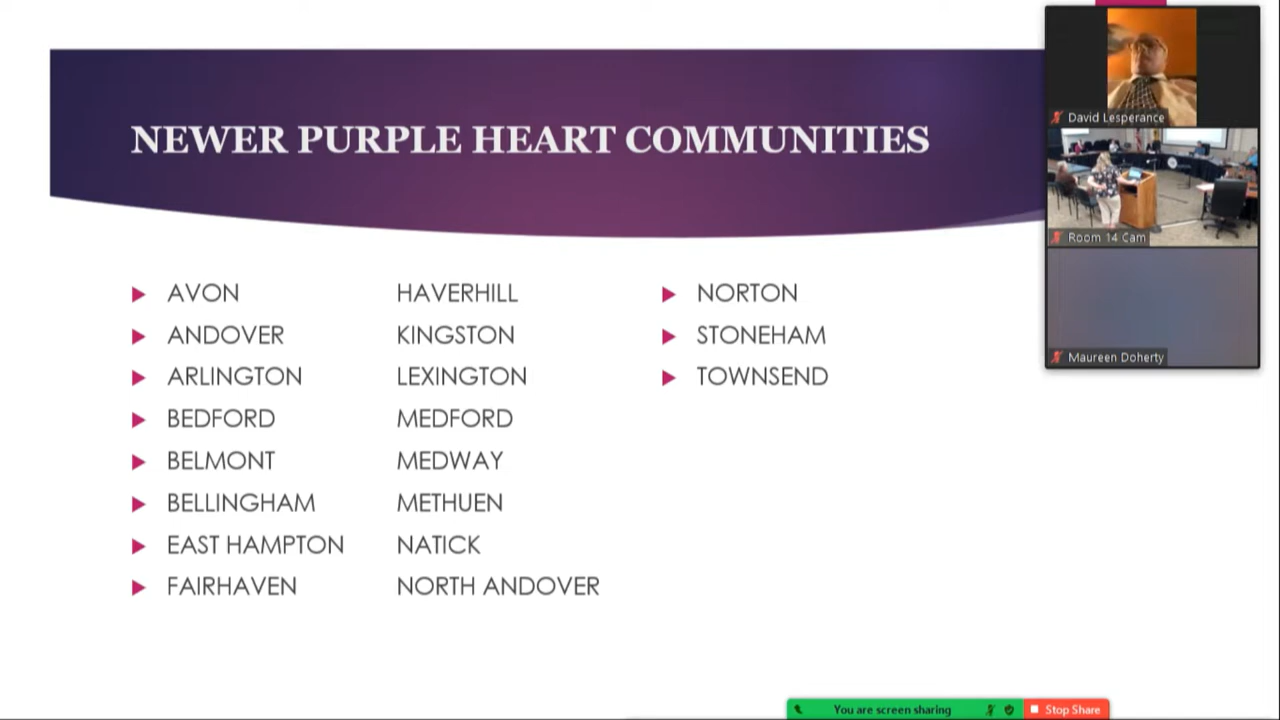 NEWER PURPLE HEART COMMUNITIES
AVON
ANDOVER
ARLINGTON
BEDFORD
BELMONT
BELLINGHAM
EAST HAMPTON
FAIRHAVEN
HAVERHILL
KINGSTON
LEXINGTON
MEDFORD
MEDWAY
METHUEN
NATICK
NORTH ANDOVER
NORTON
STONEHAM
TOWNSEND
David Lesperance
Room 14 Cam
Maureen Doherty
You are screen sharing
Stop Share